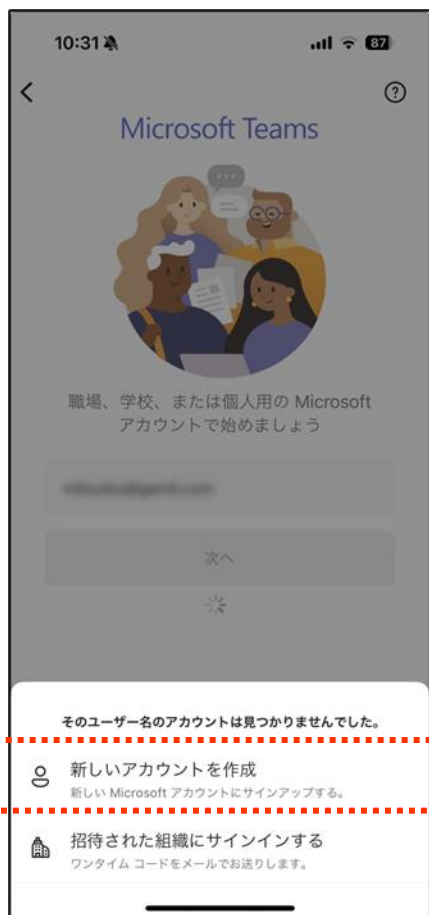 10:31
87
Microsoft Teams
職場、学校、または個人用の Microsoft
アカウントで始めましょう
次へ
そのユーザー名のアカウントは見つかりませんでした。
新しいアカウントを作成
新しい Microsoft アカウントにサインアップする。
招待された組織にサインインする
ワンタイム コードをメールでお送りします。